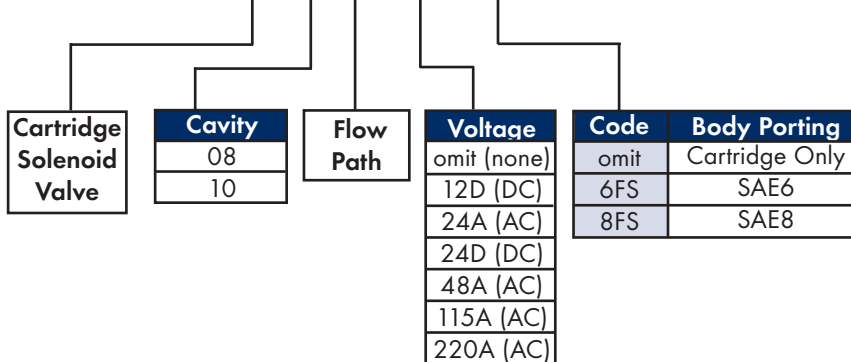 Cartridge
Solenoid
Valve
Cavity
08
10
Flow
Path
Voltage
omit (none)
12D (DC)
24A (AC)
24D (DC)
48A (AC)
115A (AC)
220A (AC)
Code Body Porting
omit Cartridge Only
6FS SAE6
8FS SAE8